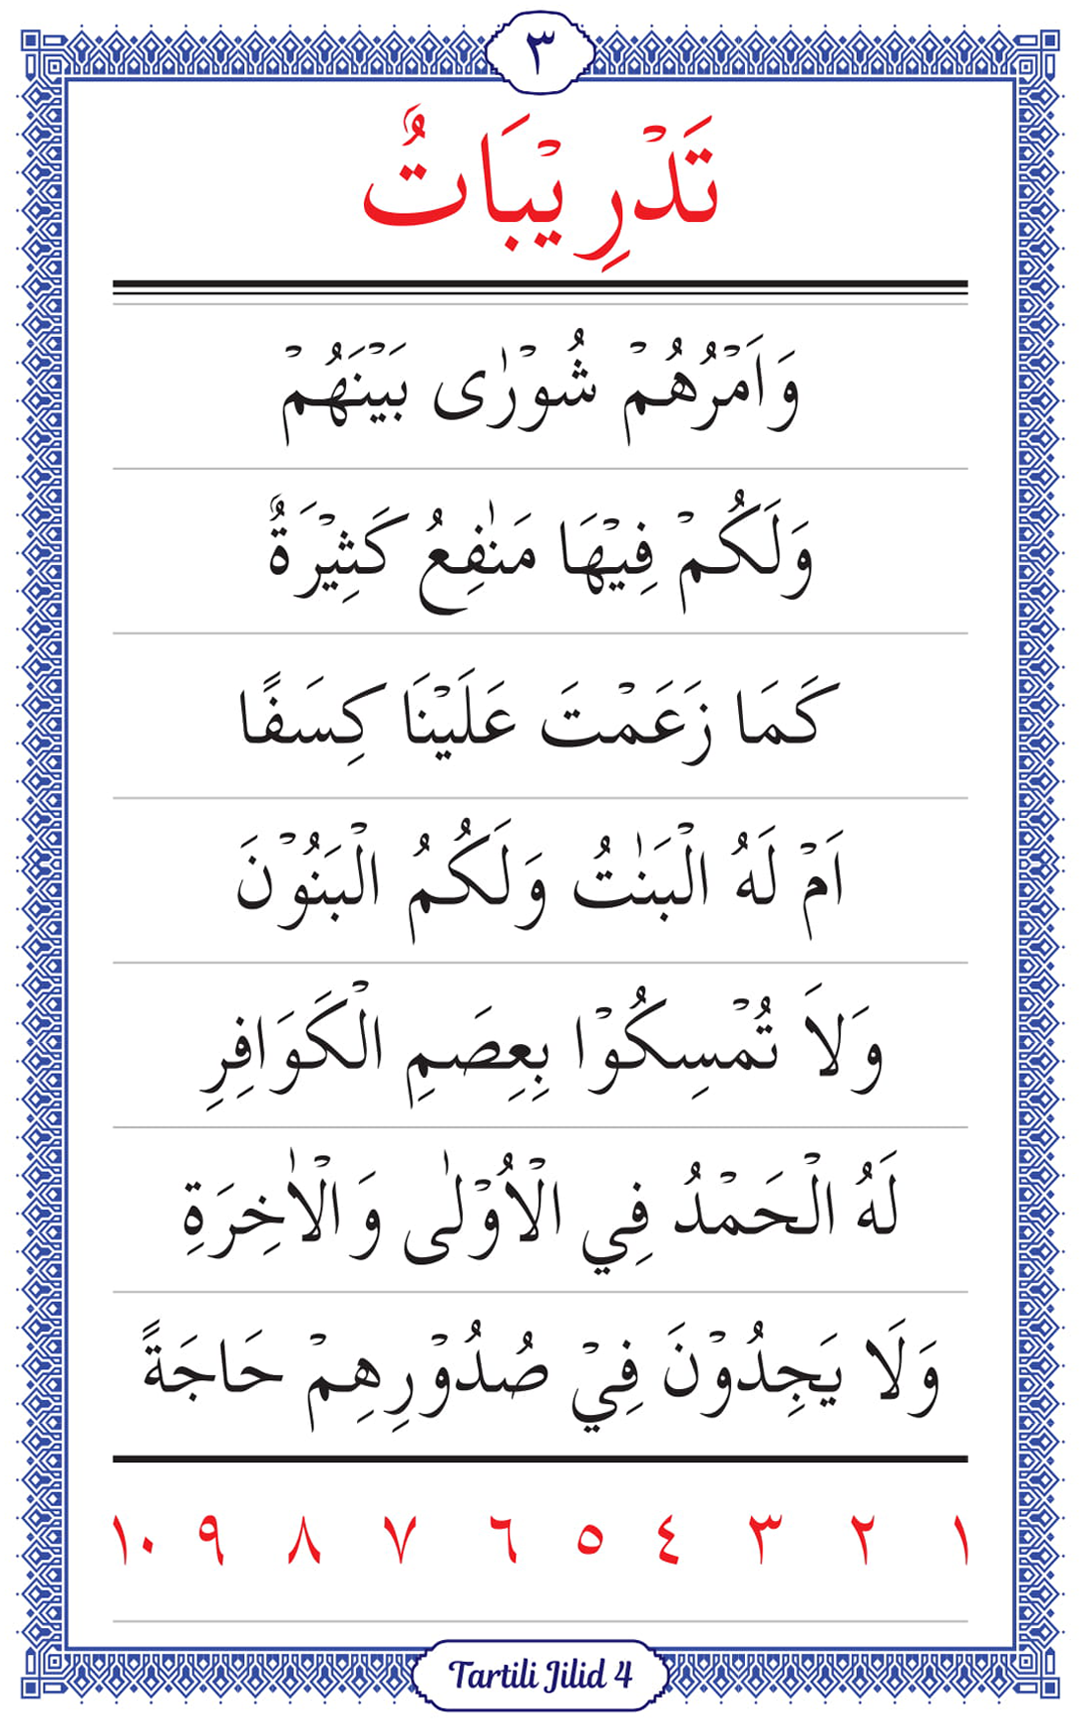 ٣
تَدْرِيْبَاتٌ
وَاَمْرُهُمْ شُوْرٰى بَيْنَهُمْ
وَلَكُمْ فِيْهَا مَنٰفِعُ كَثِيْرَةٌ
كَمَا زَعَمْتَ عَلَيْنَا كِسَفًا
اَمْ لَهُ الْبَنٰتُ وَلَكُمُ الْبَنُوْنَ
وَلاَ تُمْسِكُوْا بِعِصَمِ الْكَوَافِرِ
لَهُ الْحَمْدُ فِي الْاُوْلٰى وَالْاٰخِرَةِ
وَلَا يَجِدُوْنَ فِيْ صُدُوْرِهِمْ حَاجَةً
١ ٢ ٣ ٤ ٥ ٦ ٧ ٨ ٩ ١٠
Tartili Jilid 4